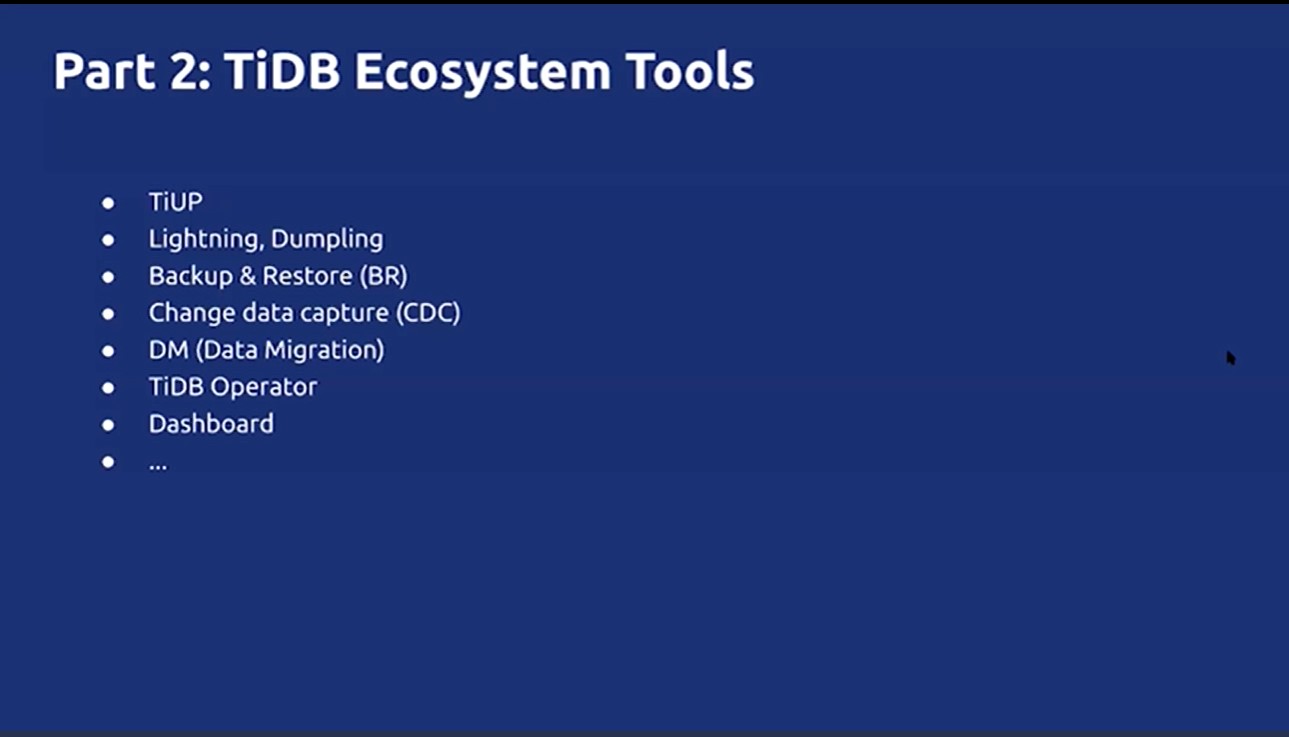 Part 2: TiDB Ecosystem Tools
● TiUP
● Lightning, Dumpling
● Backup & Restore (BR)
● Change data capture (CDC)
● DM (Data Migration)
● TiDB Operator
● Dashboard
● ...